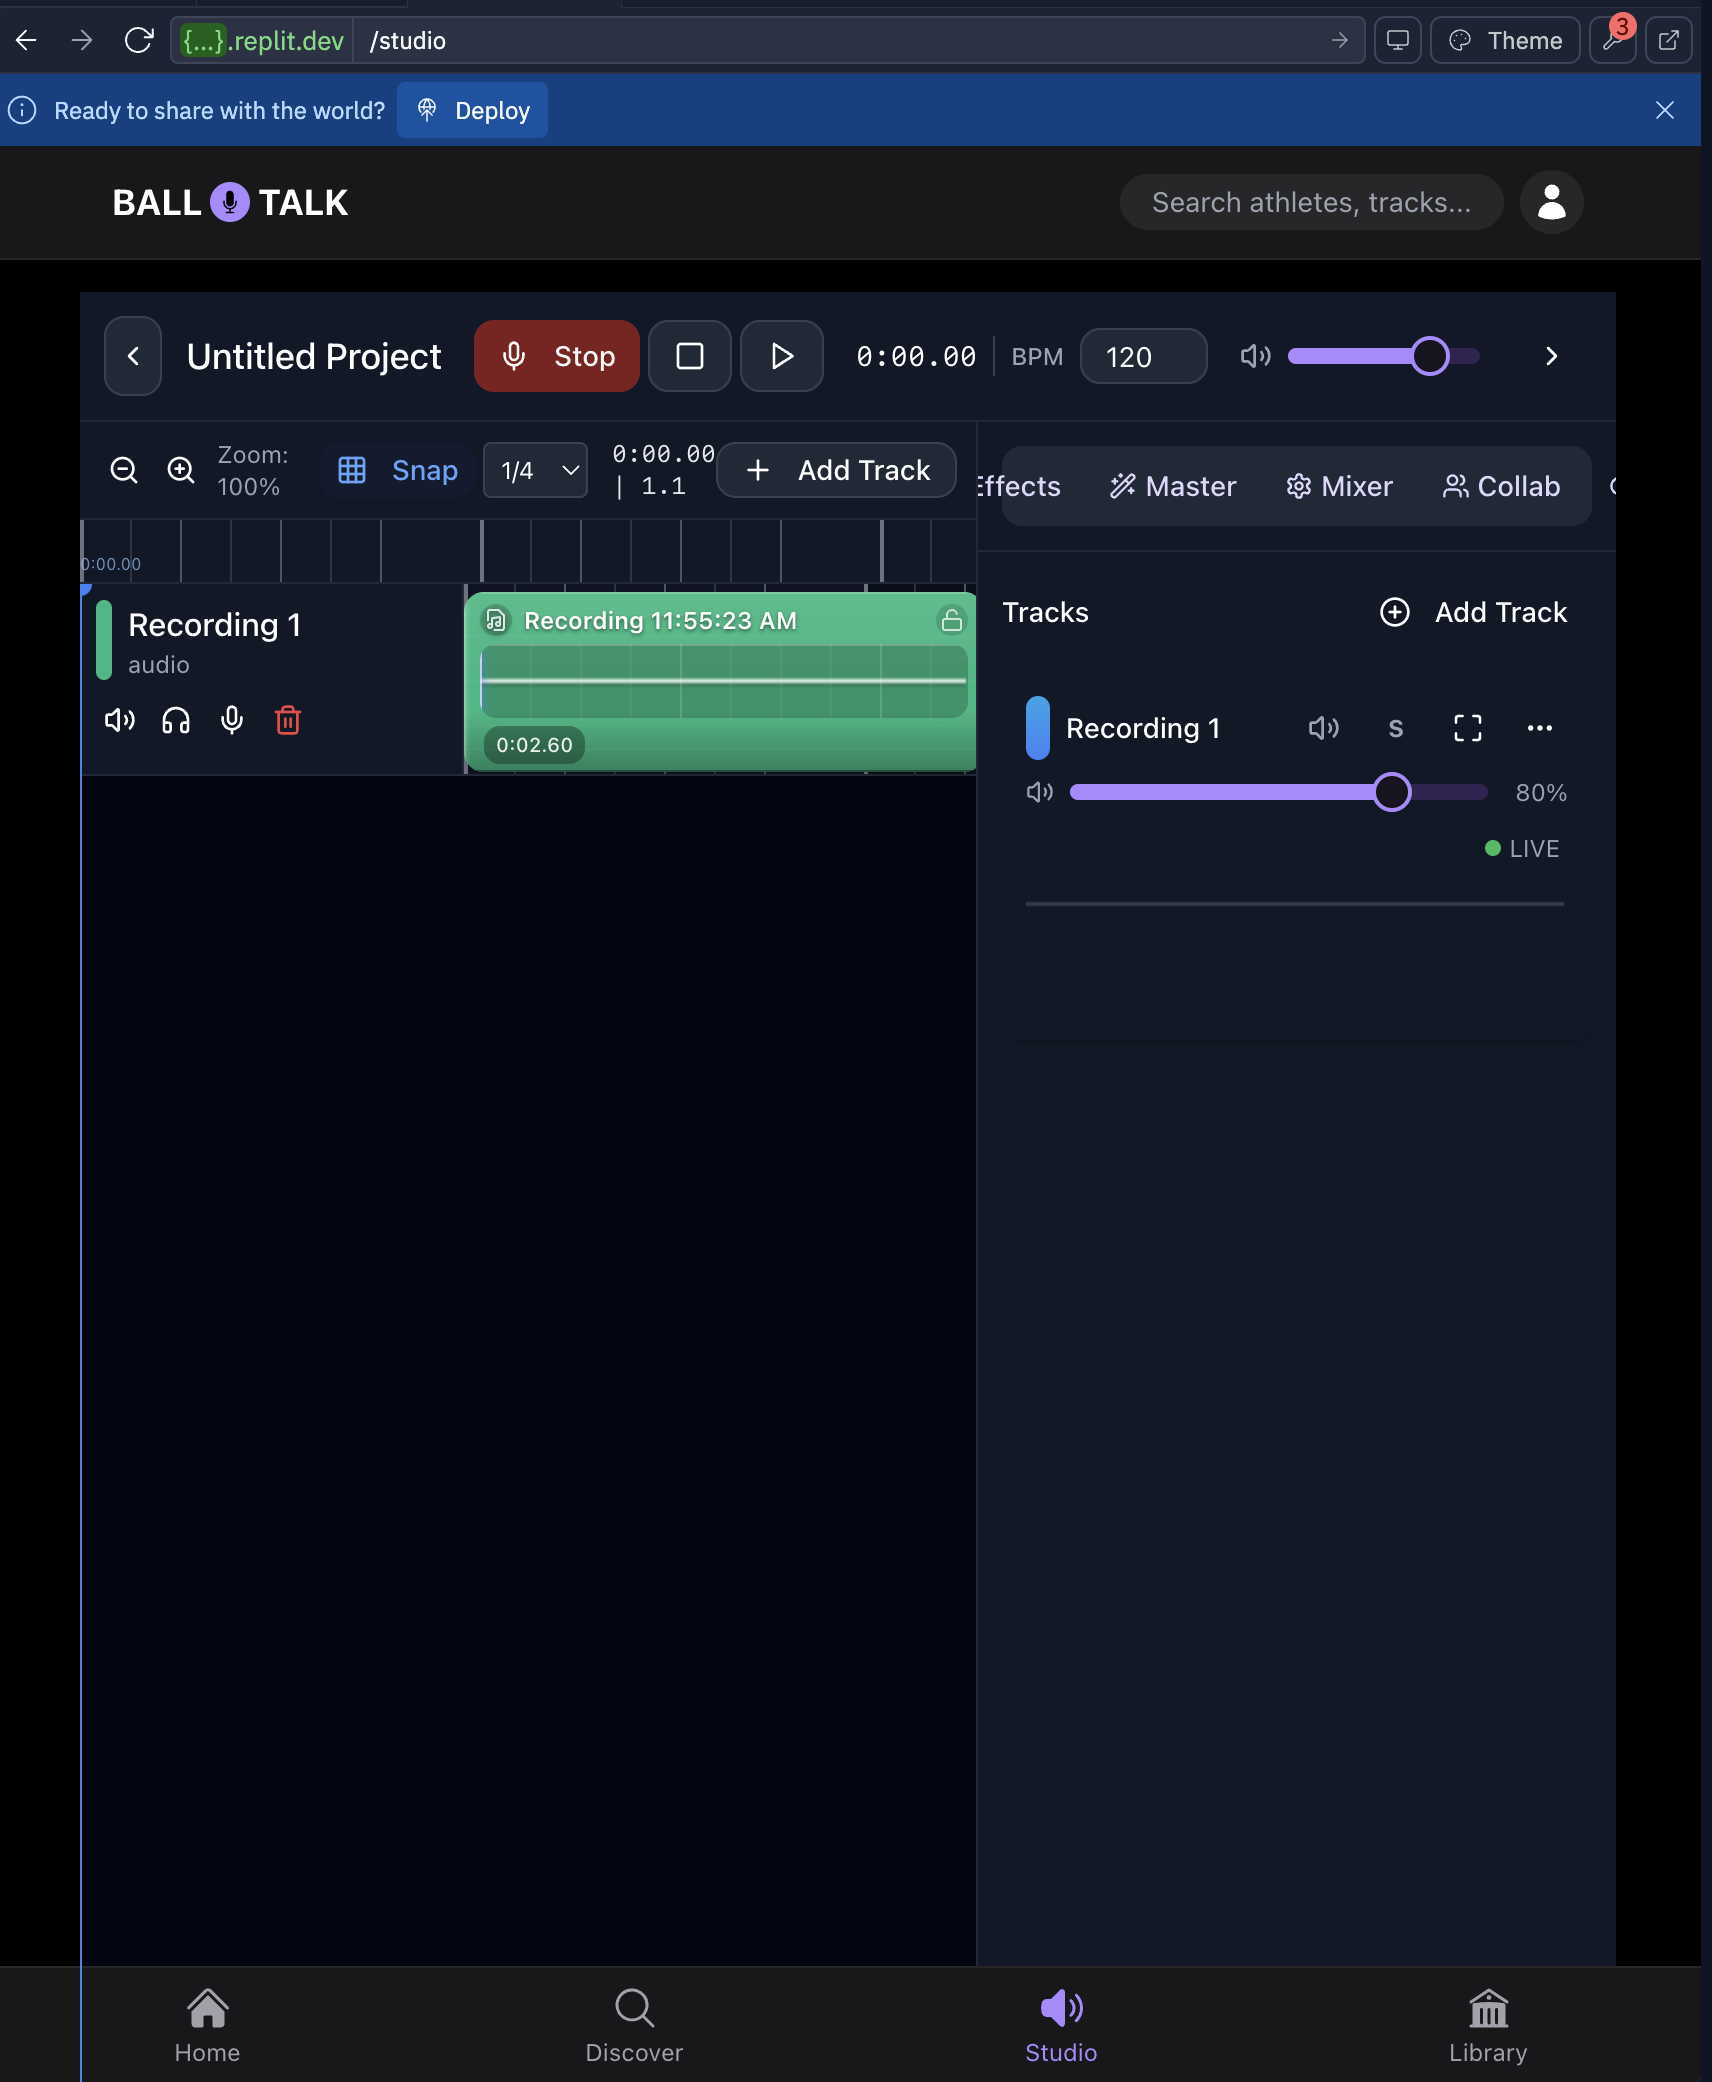 {...}.replit.dev /studio
Theme
3
Ready to share with the world?
Deploy
BALL TALK
Search athletes, tracks...
Untitled Project
Stop
0:00.00
BPM
120
Zoom:
100%
Snap
1/4
0:00.00
| 1.1
Add Track
Effects
Master
Mixer
Collab
0:00.00
Recording 1
audio
Recording 11:55:23 AM
0:02.60
Tracks
Add Track
Recording 1
S
80%
LIVE
Home
Discover
Studio
Library